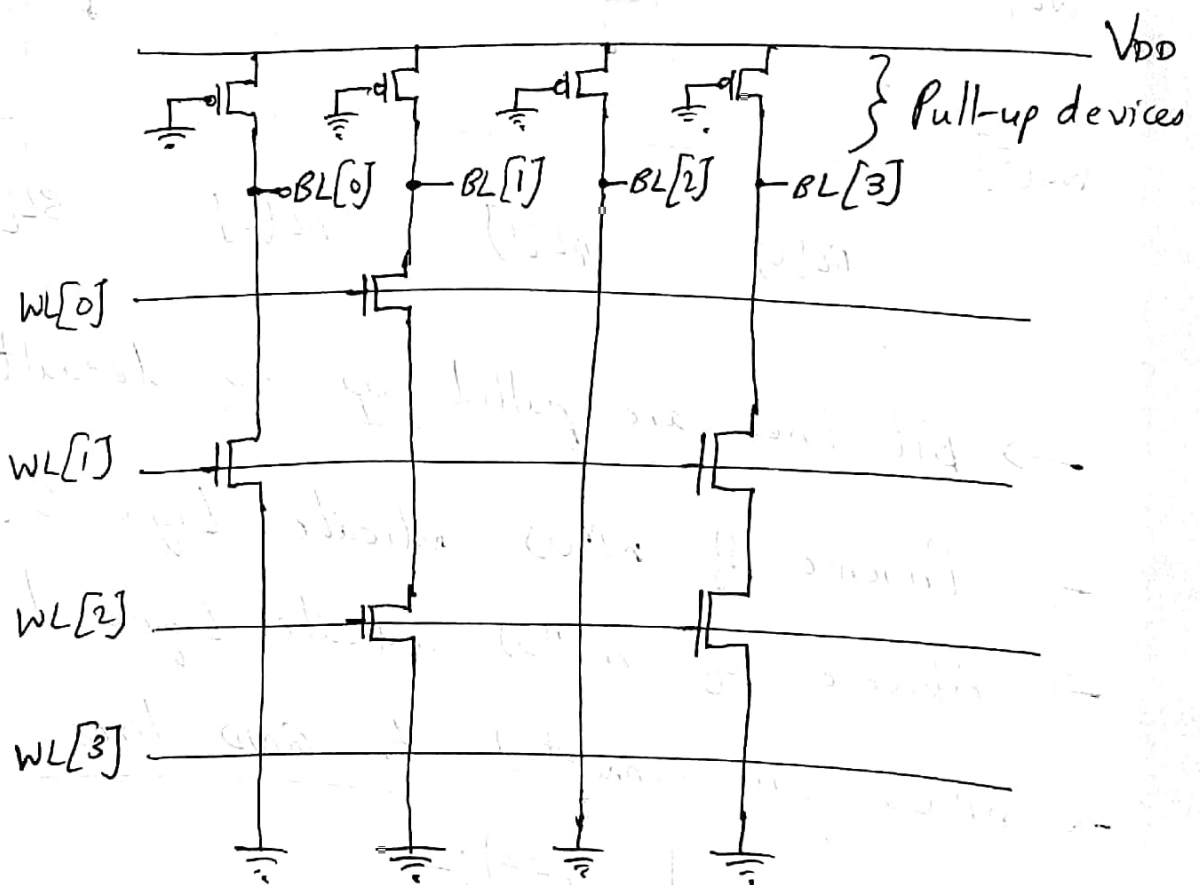 VDD
Pull-up devices
BL[0] BL[1] BL[2] BL[3]
WL[0]
WL[1]
WL[2]
WL[3]